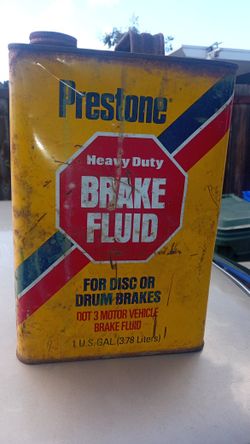 Prestone®
Heavy Duty
BRAKE
FLUID
FOR DISC OR
DRUM BRAKES
DOT 3 MOTOR VEHICLE
BRAKE FLUID
1 U.S. GAL (3.78 Liters)